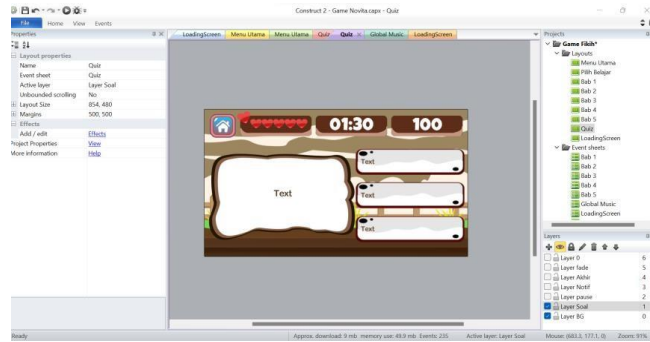 Construct 2 - Game Novita.capx - Quiz
File Home View Events
Properties
Layout properties
Name Quiz
Event sheet Quiz
Active layer Layer Soal
Unbounded scrolling No
Layout Size 854, 480
Margins 500, 500
Effects
Add / edit Effects
Project Properties View
More information Help
LoadingScreen Menu Utama Menu Utama Quiz Quiz Global Music LoadingScreen
01:30 100
Text
Text
Text
Text
Projects
Game Fikih*
Layouts
Menu Utama
Pilih Belajar
Bab 1
Bab 2
Bab 3
Bab 4
Bab 5
Quiz
LoadingScreen
Event sheets
Bab 1
Bab 2
Bab 3
Bab 4
Bab 5
Global Music
LoadingScreen
Layers
Layer 0 6
Layer fade 5
Layer Akhir 4
Layer Notif 3
Layer pause 2
Layer Soal 1
Layer BG 0
Ready Approx. download: 9 mb memory use: 49.9 mb Events: 235 Active layer: Layer Soal Mouse: (683.3, 177.1, 0) Zoom: 91%